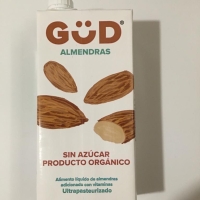 GÜD®
ALMENDRAS
SIN AZÚCAR
PRODUCTO ORGÁNICO
Alimento líquido de almendras
adicionado con vitaminas
Ultrapasteurizado